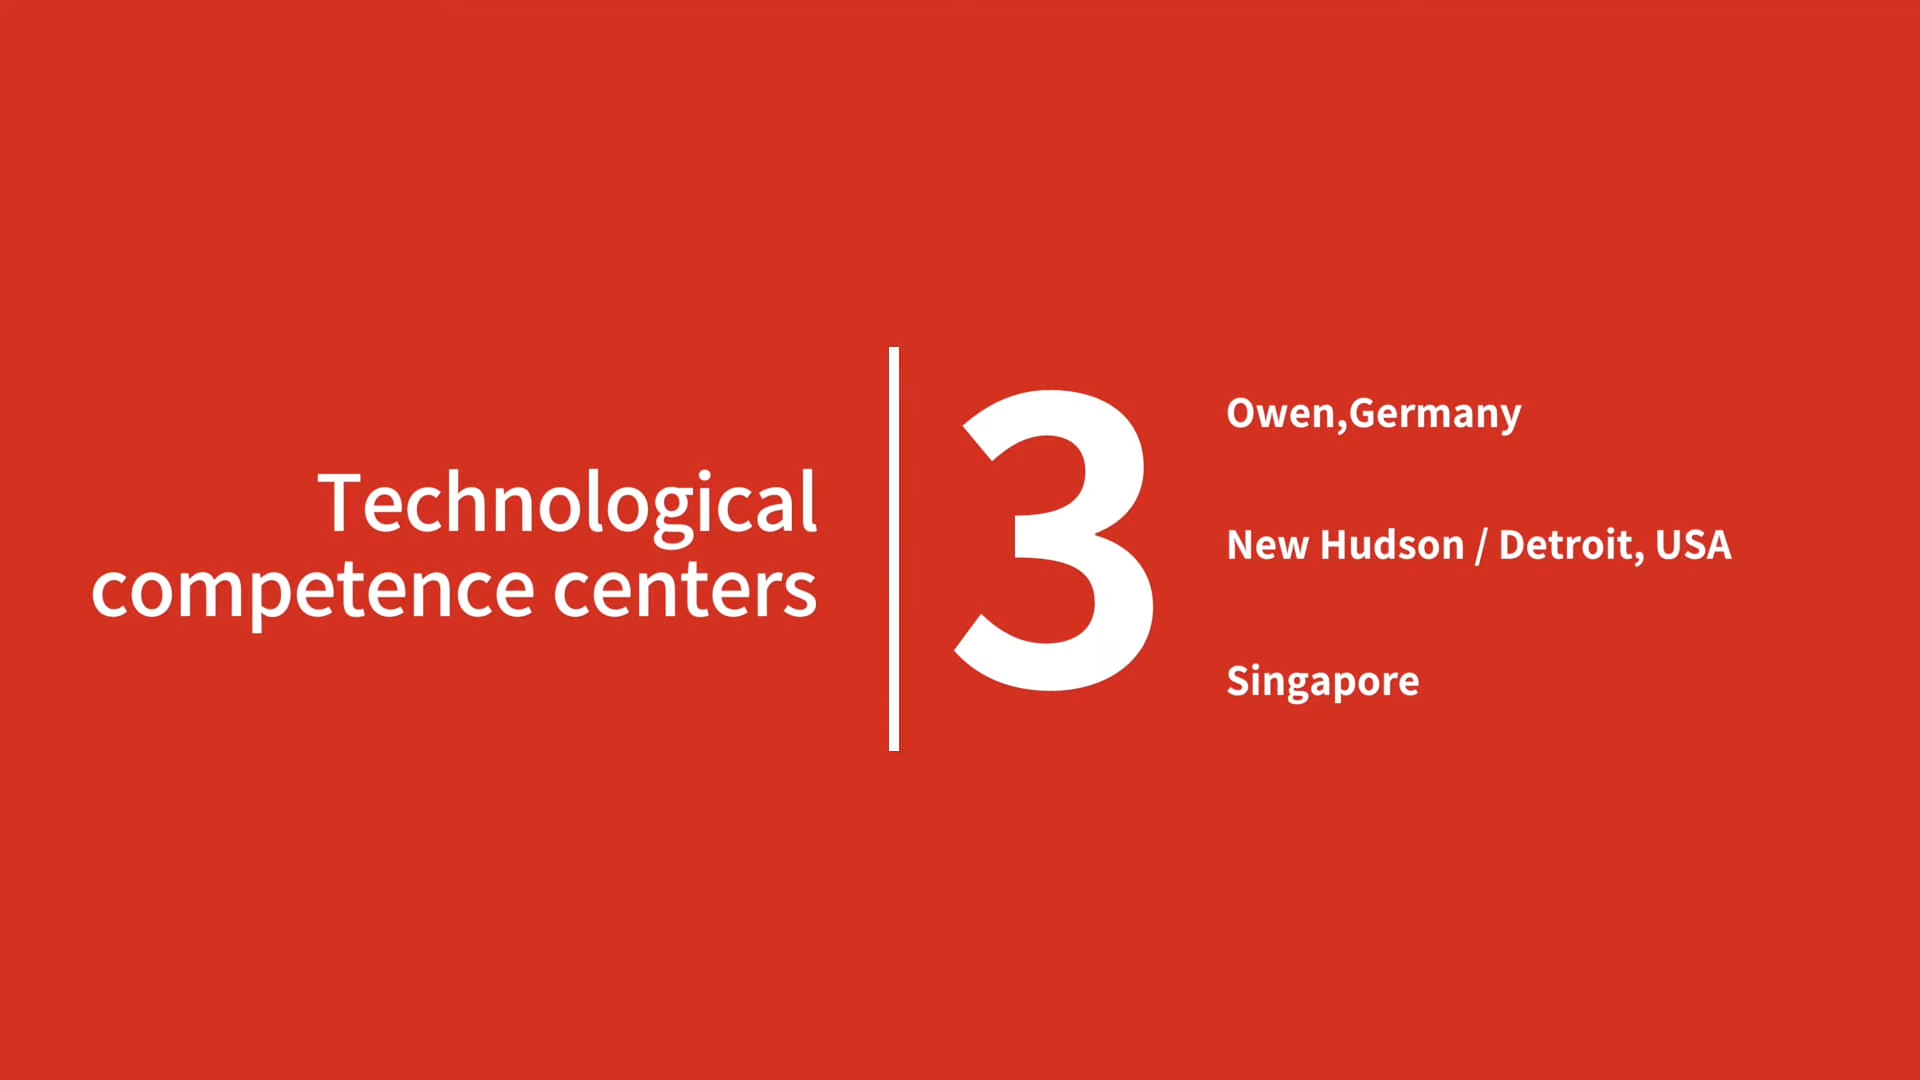 Technological
competence centers
3
Owen,Germany
New Hudson / Detroit, USA
Singapore